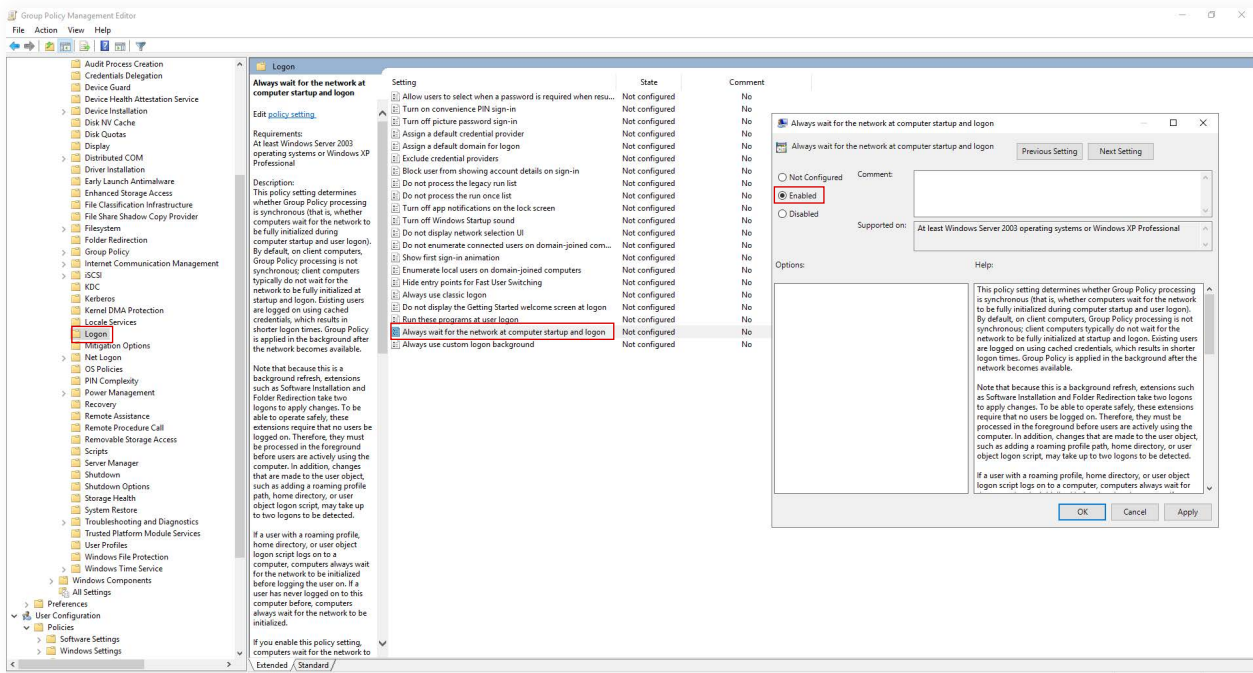 Group Policy Management Editor
File Action View Help
Audit Process Creation
Credentials Delegation
Device Guard
Device Health Attestation Service
Device Installation
Disk NV Cache
Disk Quotas
Display
Distributed COM
Driver Installation
Early Launch Antimalware
Enhanced Storage Access
File Classification Infrastructure
File Share Shadow Copy Provider
Filesystem
Folder Redirection
Group Policy
Internet Communication Management
iSCSI
KDC
Kerberos
Kernel DMA Protection
Locale Services
Logon
Mitigation Options
Net Logon
OS Policies
PIN Complexity
Power Management
Recovery
Remote Assistance
Remote Procedure Call
Removable Storage Access
Scripts
Server Manager
Shutdown
Shutdown Options
Storage Health
System Restore
Troubleshooting and Diagnostics
Trusted Platform Module Services
User Profiles
Windows File Protection
Windows Time Service
Windows Components
All Settings
Preferences
User Configuration
Policies
Software Settings
Windows Settings
Logon
Always wait for the network at
computer startup and logon
Edit policy setting
Requirements:
At least Windows Server 2003
operating systems or Windows XP
Professional
Description:
This policy setting determines
whether Group Policy processing
is synchronous (that is, whether
computers wait for the network to
be fully initialized during
computer startup and user logon).
By default, on client computers,
Group Policy processing is not
synchronous; client computers
typically do not wait for the
network to be fully initialized at
startup and logon. Existing users
are logged on using cached
credentials, which results in
shorter logon times. Group Policy
is applied in the background after
the network becomes available.
Note that because this is a
background refresh, extensions
such as Software Installation and
Folder Redirection take two
logons to apply changes. To be
able to operate safely, these
extensions require that no users be
logged on. Therefore, they must
be processed in the foreground
before users are actively using the
computer. In addition, changes
that are made to the user object,
such as adding a roaming profile
path, home directory, or user
object logon script, may take up
to two logons to be detected.
If a user with a roaming profile,
home directory, or user object
logon script logs on to a
computer, computers always wait
for the network to be initialized
before logging the user on. If a
user has never logged on to this
computer before, computers
always wait for the network to be
initialized.
If you enable this policy setting,
computers wait for the network to
Setting State Comment
Allow users to select when a password is required when resu... Not configured No
Turn on convenience PIN sign-in Not configured No
Turn off picture password sign-in Not configured No
Assign a default credential provider Not configured No
Assign a default domain for logon Not configured No
Exclude credential providers Not configured No
Block user from showing account details on sign-in Not configured No
Do not process the legacy run list Not configured No
Do not process the run once list Not configured No
Turn off app notifications on the lock screen Not configured No
Turn off Windows Startup sound Not configured No
Do not display network selection UI Not configured No
Do not enumerate connected users on domain-joined com... Not configured No
Show first sign-in animation Not configured No
Enumerate local users on domain-joined computers Not configured No
Hide entry points for Fast User Switching Not configured No
Always use classic logon Not configured No
Do not display the Getting Started welcome screen at logon Not configured No
Run these programs at user logon Not configured No
Always wait for the network at computer startup and logon Not configured No
Always use custom logon background Not configured No
Extended Standard
Always wait for the network at computer startup and logon
Always wait for the network at computer startup and logon
Previous Setting Next Setting
Not Configured Comment:
Enabled
Disabled
Supported on: At least Windows Server 2003 operating systems or Windows XP Professional
Options: Help:
This policy setting determines whether Group Policy processing
is synchronous (that is, whether computers wait for the network
to be fully initialized during computer startup and user logon).
By default, on client computers, Group Policy processing is not
synchronous; client computers typically do not wait for the
network to be fully initialized at startup and logon. Existing users
are logged on using cached credentials, which results in shorter
logon times. Group Policy is applied in the background after the
network becomes available.
Note that because this is a background refresh, extensions such
as Software Installation and Folder Redirection take two logons
to apply changes. To be able to operate safely, these extensions
require that no users be logged on. Therefore, they must be
processed in the foreground before users are actively using the
computer. In addition, changes that are made to the user object,
such as adding a roaming profile path, home directory, or user
object logon script, may take up to two logons to be detected.
If a user with a roaming profile, home directory, or user object
logon script logs on to a computer, computers always wait for
OK Cancel Apply